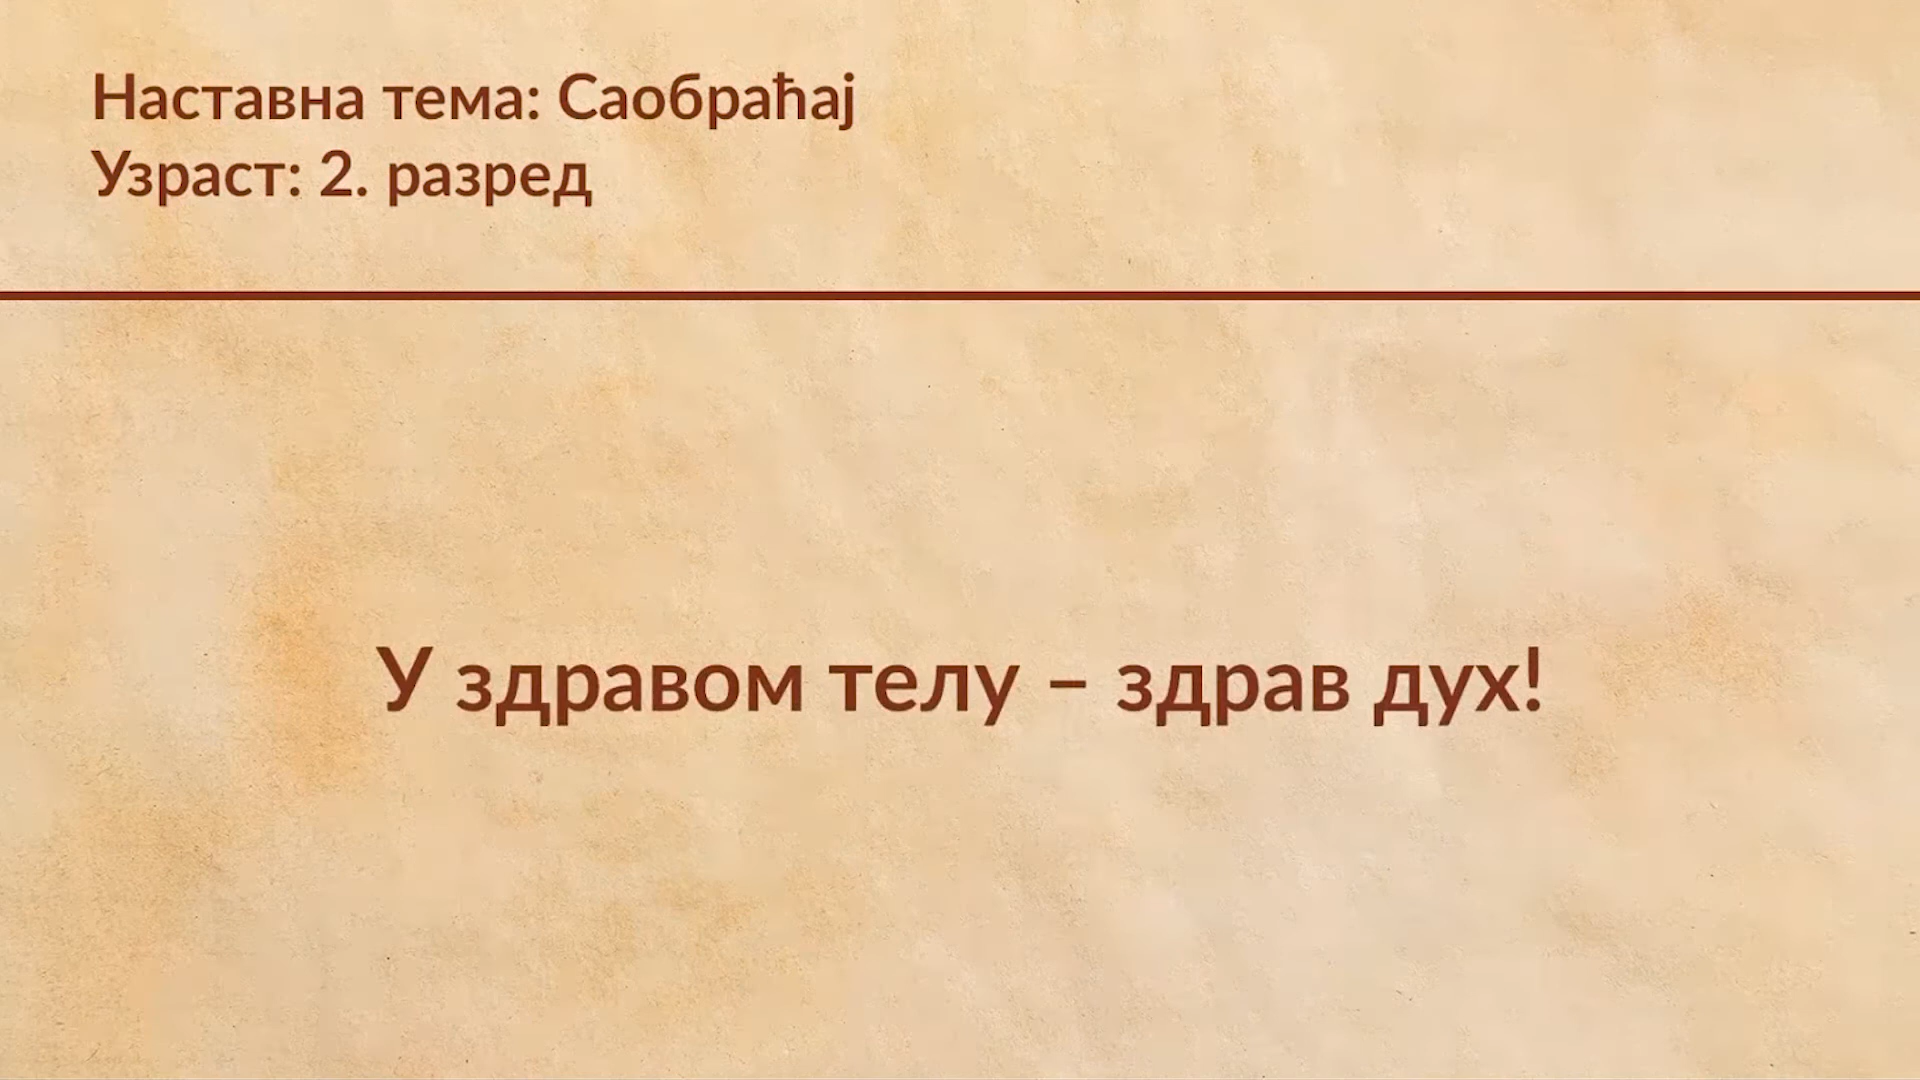 Наставна тема: Саобраћај
Узраст: 2. разред
У здравом телу – здрав дух!